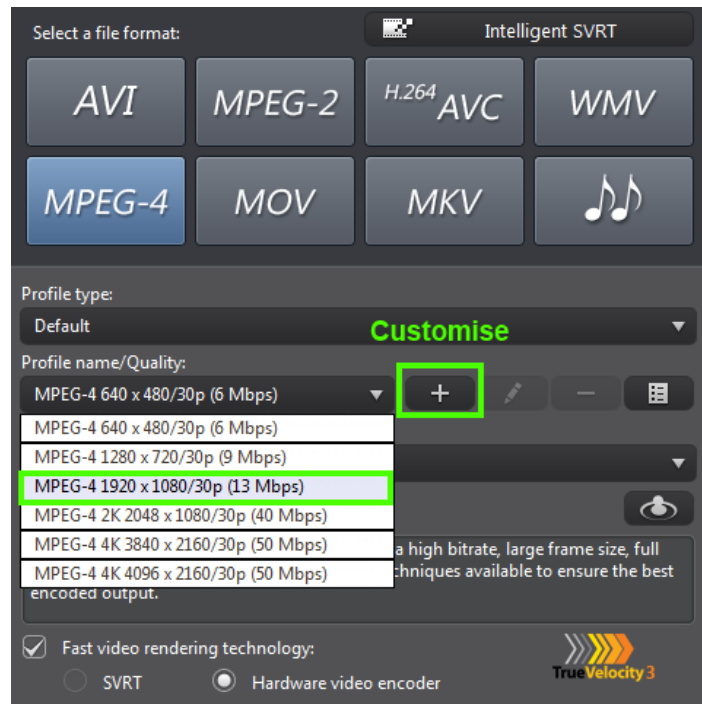 Select a file format:
Intelligent SVRT
AVI
MPEG-2
H.264 AVC
WMV
MPEG-4
MOV
MKV
Profile type:
Default
Customise
Profile name/Quality:
MPEG-4 640 x 480/30p (6 Mbps)
+
MPEG-4 640 x 480/30p (6 Mbps)
MPEG-4 1280 x 720/30p (9 Mbps)
MPEG-4 1920 x 1080/30p (13 Mbps)
MPEG-4 2K 2048 x 1080/30p (40 Mbps)
MPEG-4 4K 3840 x 2160/30p (50 Mbps)
a high bitrate, large frame size, full
MPEG-4 4K 4096 x 2160/30p (50 Mbps)
techniques available to ensure the best
encoded output.
Fast video rendering technology:
SVRT
Hardware video encoder
TrueVelocity 3